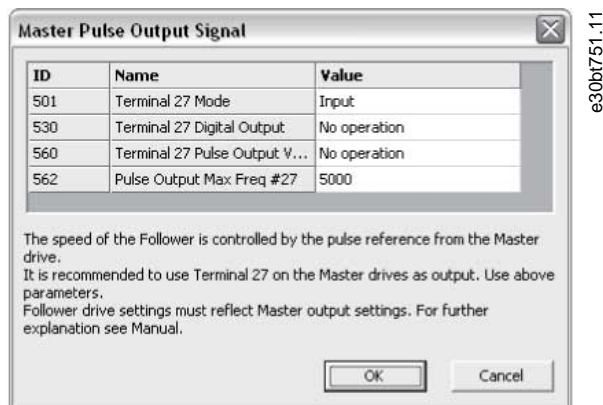 Master Pulse Output Signal
ID Name Value
501 Terminal 27 Mode Input
530 Terminal 27 Digital Output No operation
560 Terminal 27 Pulse Output V... No operation
562 Pulse Output Max Freq #27 5000
The speed of the Follower is controlled by the pulse reference from the Master
drive.
It is recommended to use Terminal 27 on the Master drives as output. Use above
parameters.
Follower drive settings must reflect Master output settings. For further
explanation see Manual.
OK Cancel
e30bt751.11